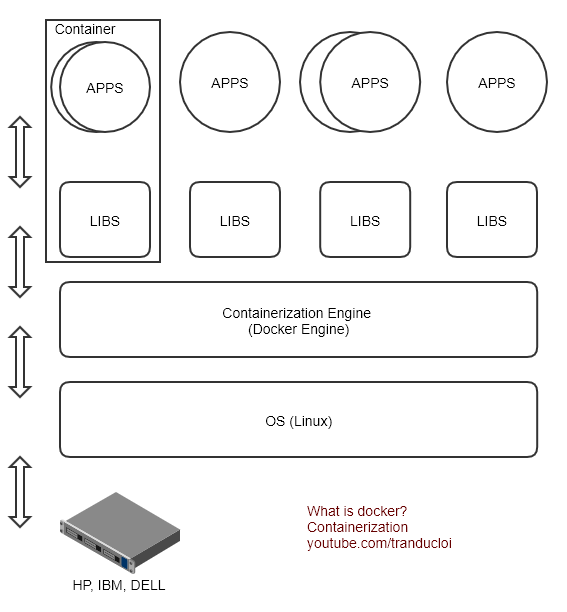 Container
APPS
APPS
APPS
APPS
LIBS
LIBS
LIBS
LIBS
Containerization Engine
(Docker Engine)
OS (Linux)
What is docker?
Containerization
youtube.com/tranducloi
HP, IBM, DELL